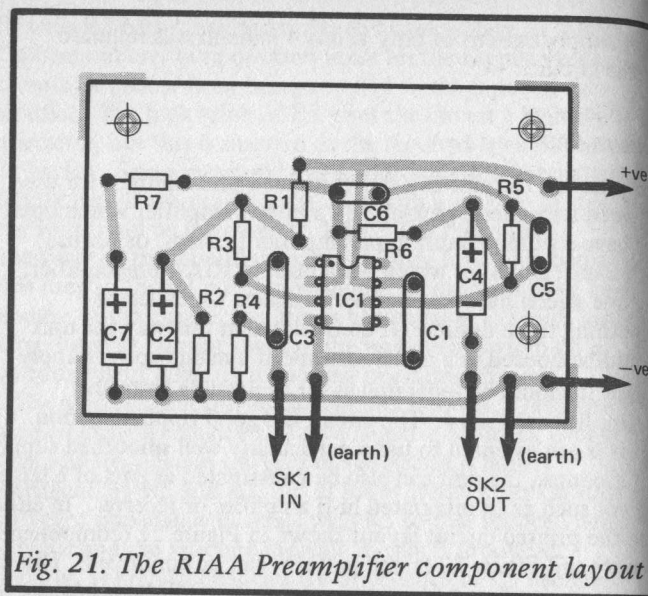 +ve
R7
R1
C6
R5
R3
R6
C4
C5
IC1
R2
R4
C7
C2
C3
C1
+
+
+
−
−
−
−ve
(earth)
(earth)
SK1
IN
SK2
OUT
Fig. 21. The RIAA Preamplifier component layout